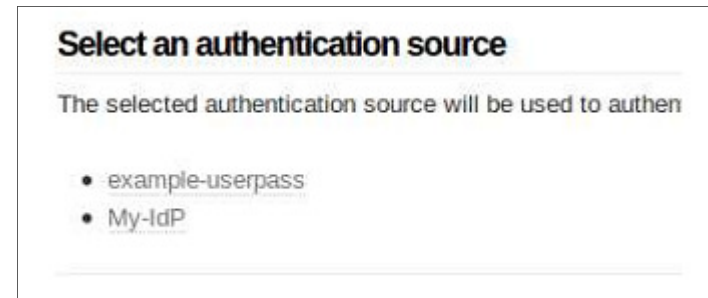 Select an authentication source
The selected authentication source will be used to authen
example-userpass
My-IdP